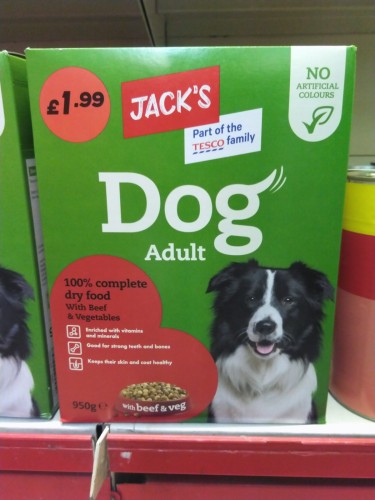 £1.99
JACK'S
Part of the
TESCO family
NO
ARTIFICIAL
COLOURS
Dog
Adult
100% complete
dry food
With Beef
& Vegetables
Enriched with vitamins
and minerals
Good for strong teeth and bones
Keeps their skin and coat healthy
950g e
with beef & veg